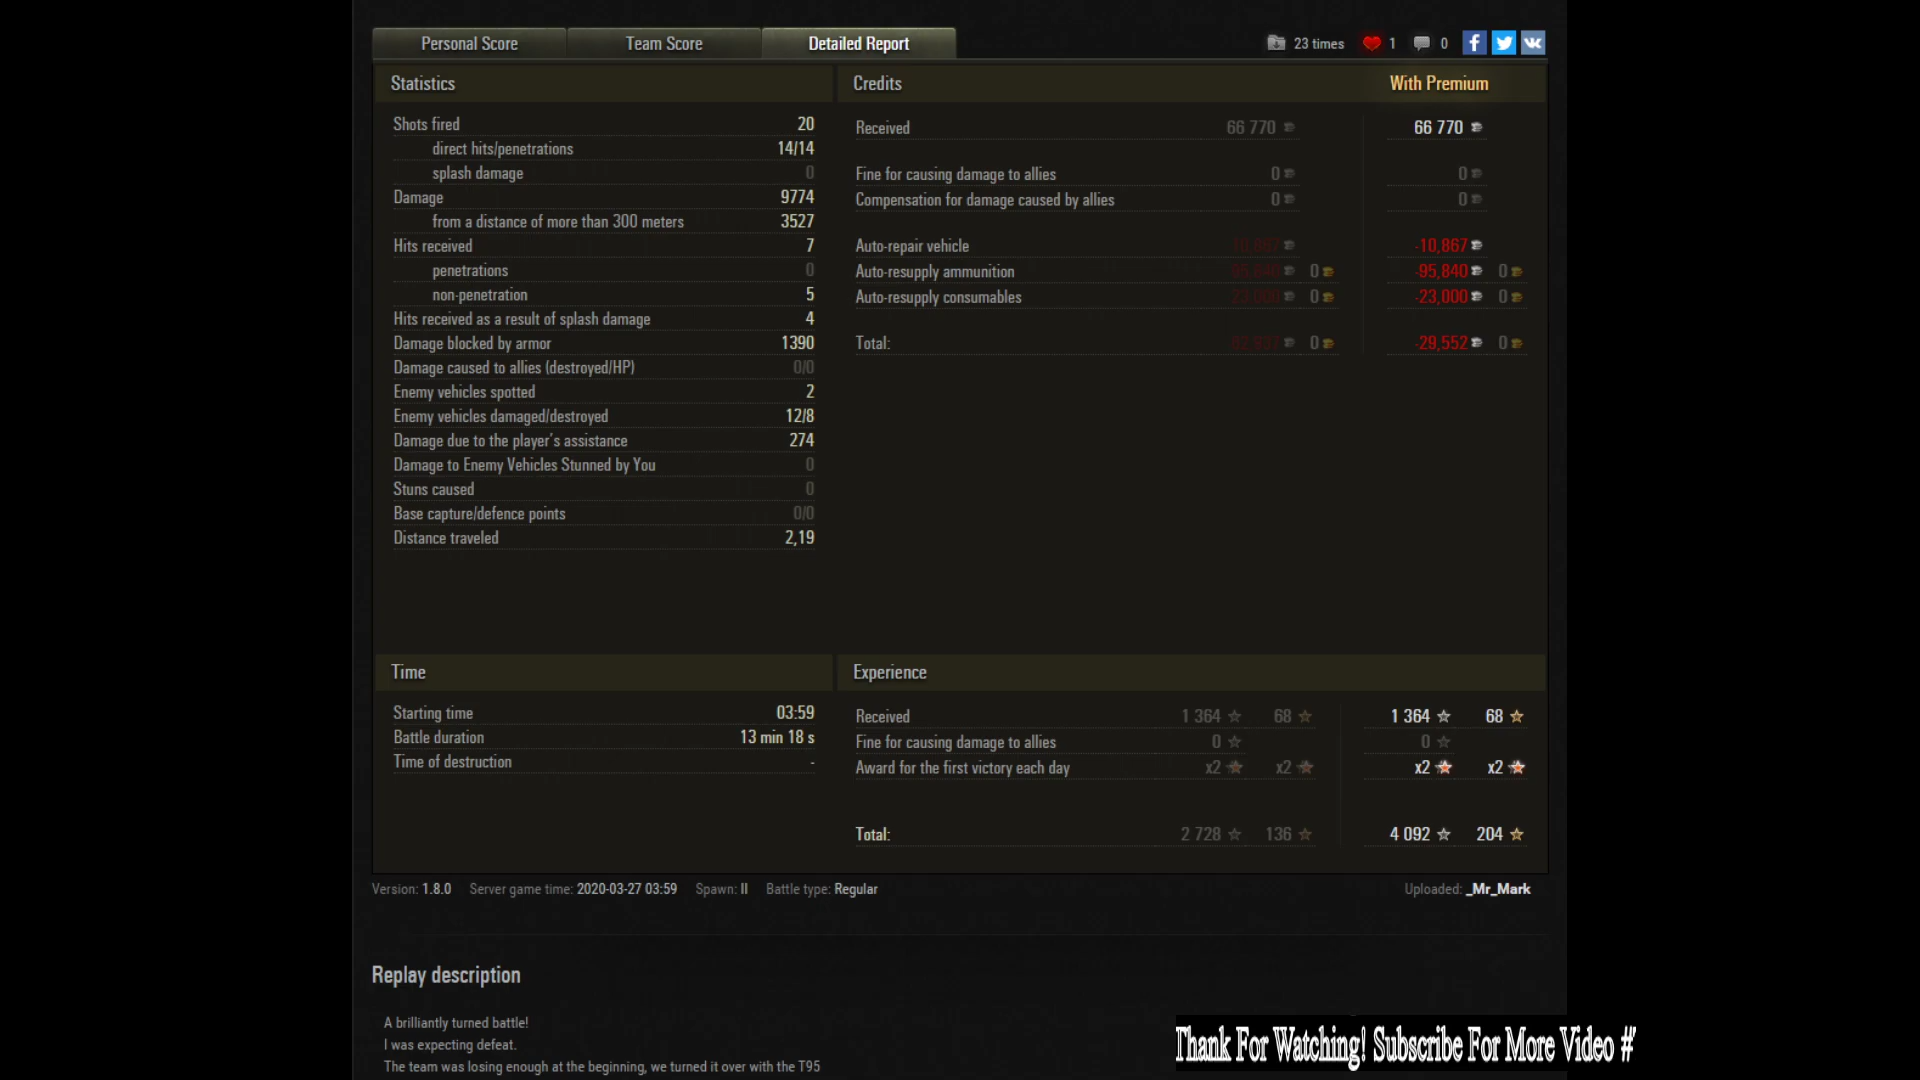 Personal Score Team Score Detailed Report 23 times 1 0
Statistics
Shots fired 20
direct hits/penetrations 14/14
splash damage 0
Damage 9774
from a distance of more than 300 meters 3527
Hits received 7
penetrations 0
non-penetration 5
Hits received as a result of splash damage 4
Damage blocked by armor 1390
Damage caused to allies (destroyed/HP) 0/0
Enemy vehicles spotted 2
Enemy vehicles damaged/destroyed 12/8
Damage due to the player's assistance 274
Damage to Enemy Vehicles Stunned by You 0
Stuns caused 0
Base capture/defence points 0/0
Distance traveled 2,19
Credits With Premium
Received 66 770 66 770
Fine for causing damage to allies 0 0
Compensation for damage caused by allies 0 0
Auto-repair vehicle -10,867 -10,867
Auto-resupply ammunition -95,840 0 -95,840 0
Auto-resupply consumables -23,000 0 -23,000 0
Total: 0 -29,552 0
Time
Starting time 03:59
Battle duration 13 min 18 s
Time of destruction -
Experience
Received 1 364 68 1 364 68
Fine for causing damage to allies 0 0
Award for the first victory each day x2 x2 x2 x2
Total: 2 728 136 4 092 204
Version: 1.8.0 Server game time: 2020-03-27 03:59 Spawn: II Battle type: Regular Uploaded: _Mr_Mark
Replay description
A brilliantly turned battle!
I was expecting defeat.
The team was losing enough at the beginning, we turned it over with the T95
Thank For Watching! Subscribe For More Video #